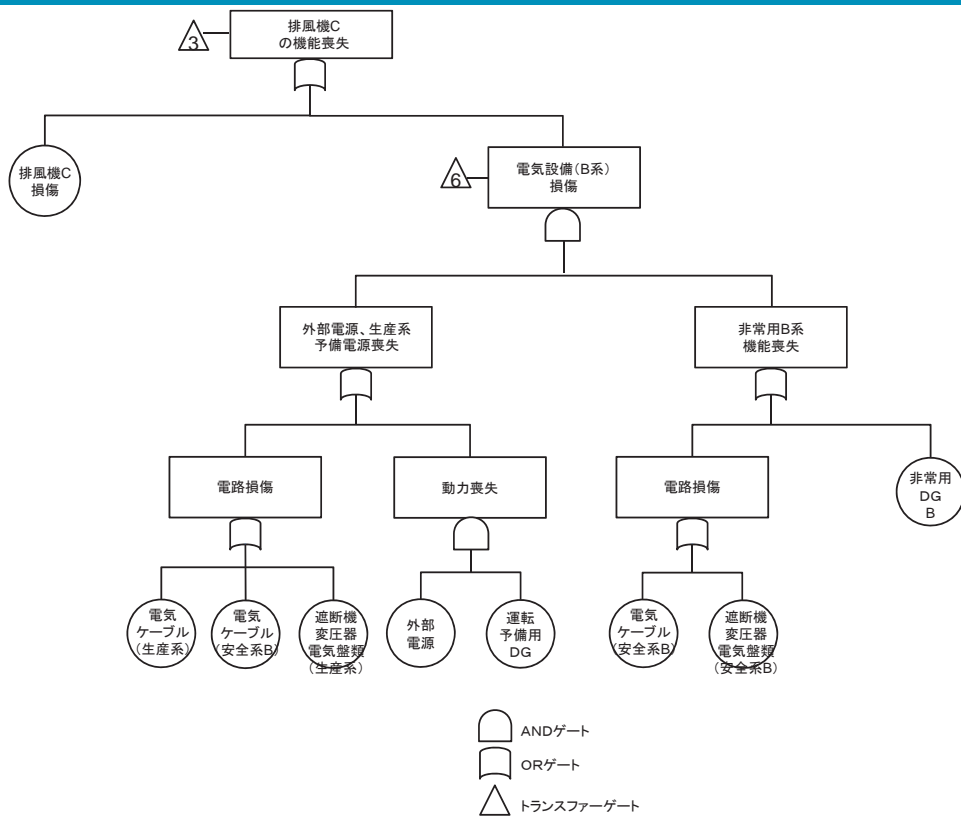 排風機C
の機能喪失
3
排風機C
損傷
電気設備(B系)
損傷
6
外部電源、生産系
予備電源喪失
非常用B系
機能喪失
電路損傷
動力喪失
電路損傷
非常用
DG
B
電気
ケーブル
(生産系)
電気
ケーブル
(安全系B)
遮断機
変圧器
電気盤類
(生産系)
外部
電源
運転
予備用
DG
電気
ケーブル
(安全系B)
遮断機
変圧器
電気盤類
(安全系B)
ANDゲート
ORゲート
トランスファーゲート